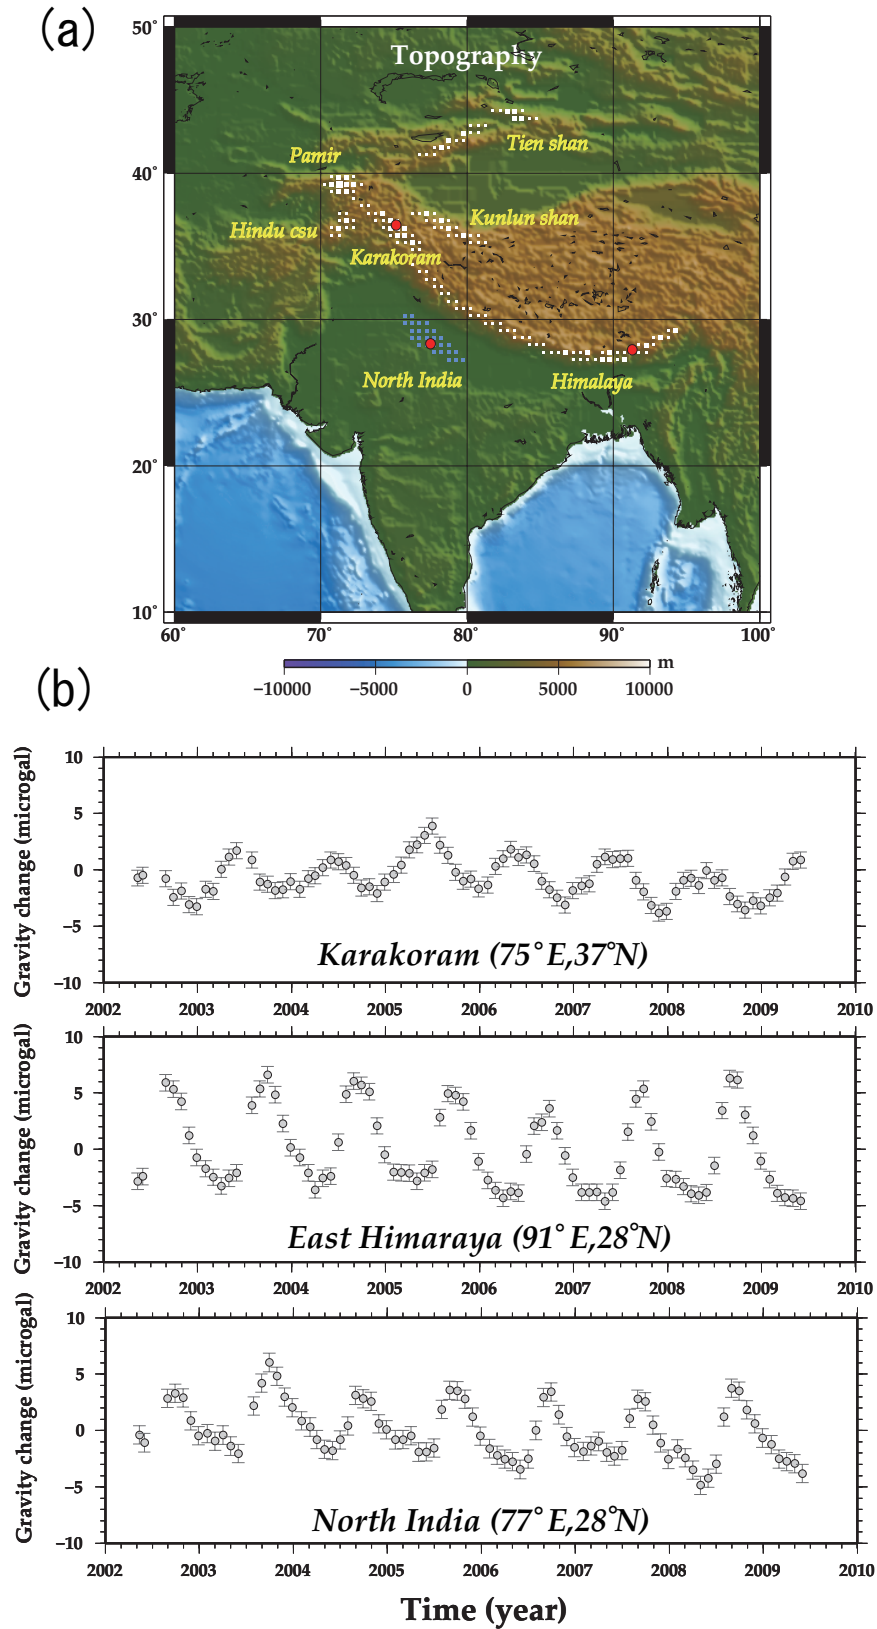 (a)
50°
Topography
Tien shan
Pamir
40°
Kunlun shan
Hindu csu
Karakoram
30°
North India
Himalaya
20°
10°
60° 70° 80° 90° 100°
m
−10000 −5000 0 5000 10000
(b)
Gravity change (microgal)
10
5
0
−5
−10
Karakoram (75°E,37°N)
2002 2003 2004 2005 2006 2007 2008 2009 2010
Gravity change (microgal)
10
5
0
−5
−10
East Himaraya (91°E,28°N)
2002 2003 2004 2005 2006 2007 2008 2009 2010
Gravity change (microgal)
10
5
0
−5
−10
North India (77°E,28°N)
2002 2003 2004 2005 2006 2007 2008 2009 2010
Time (year)